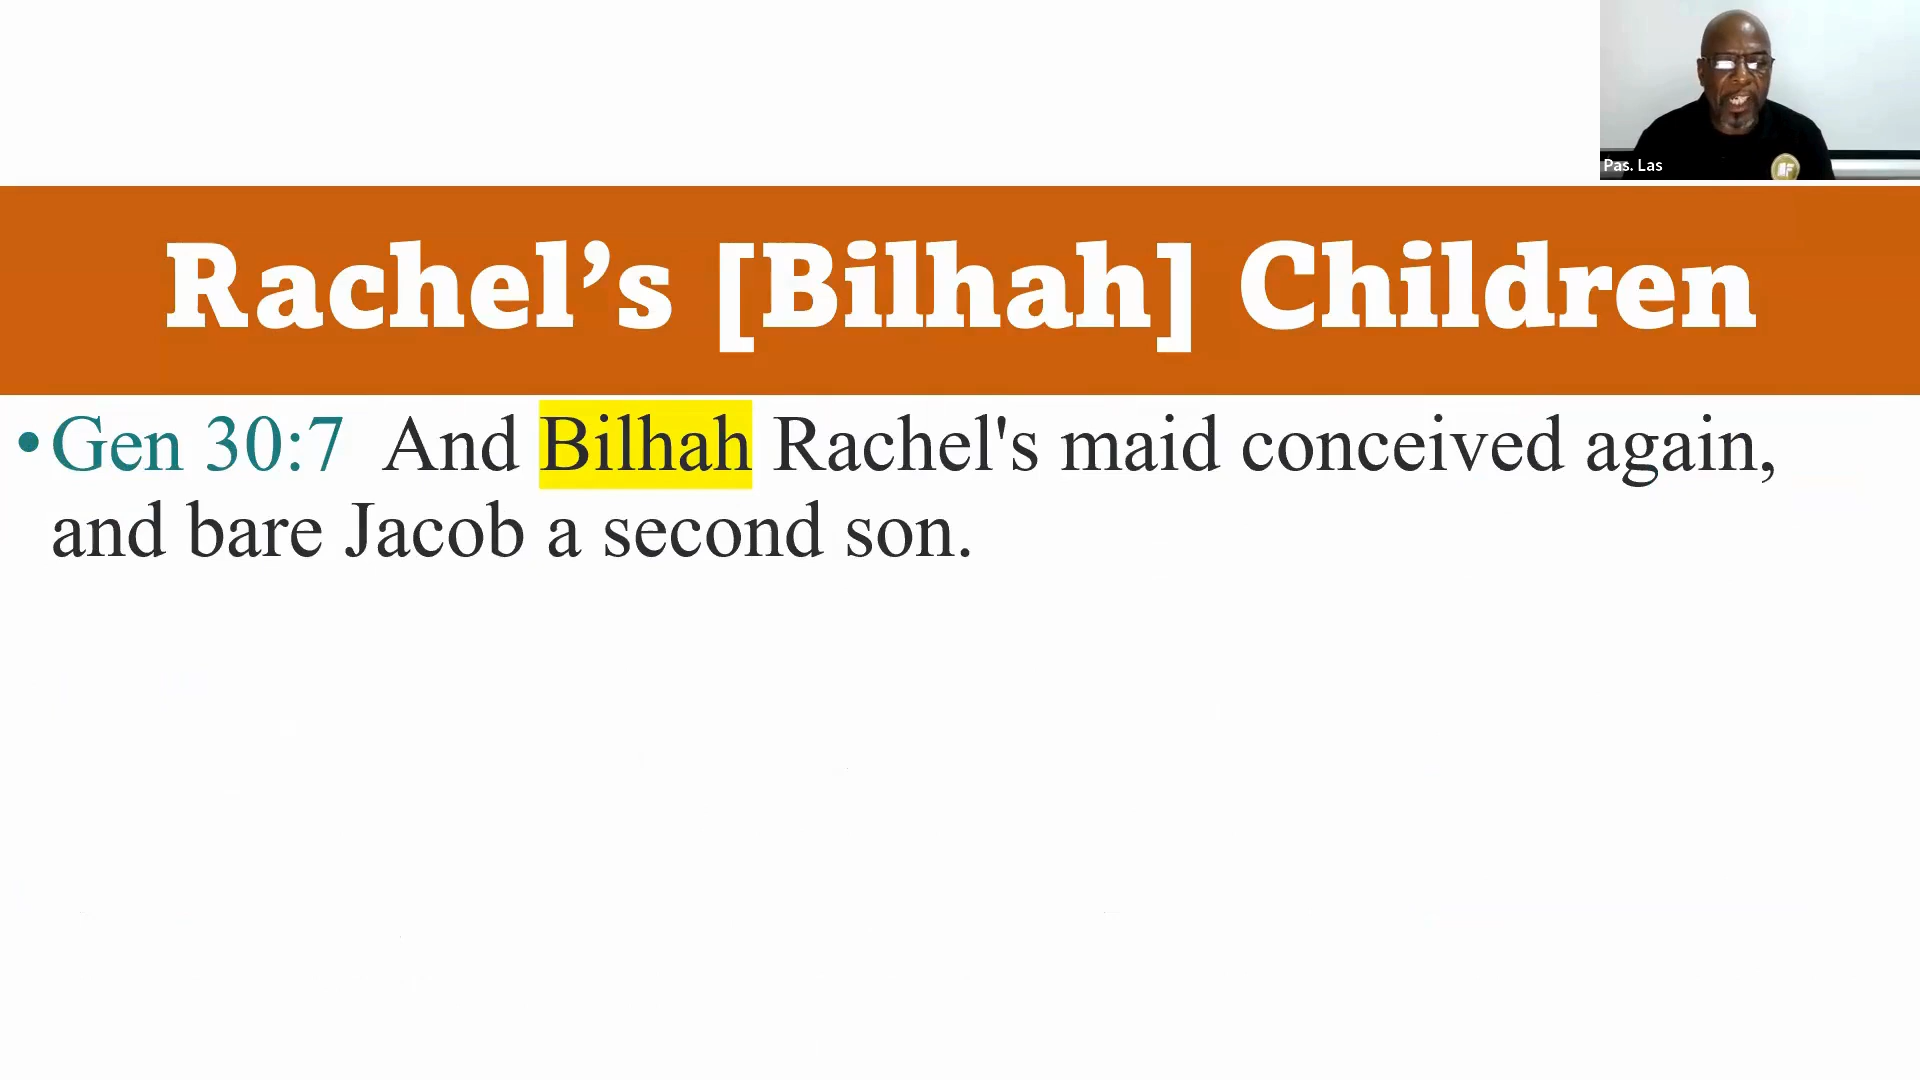 Pas. Las
Rachel’s [Bilhah] Children
•Gen 30:7 And Bilhah Rachel's maid conceived again,
and bare Jacob a second son.